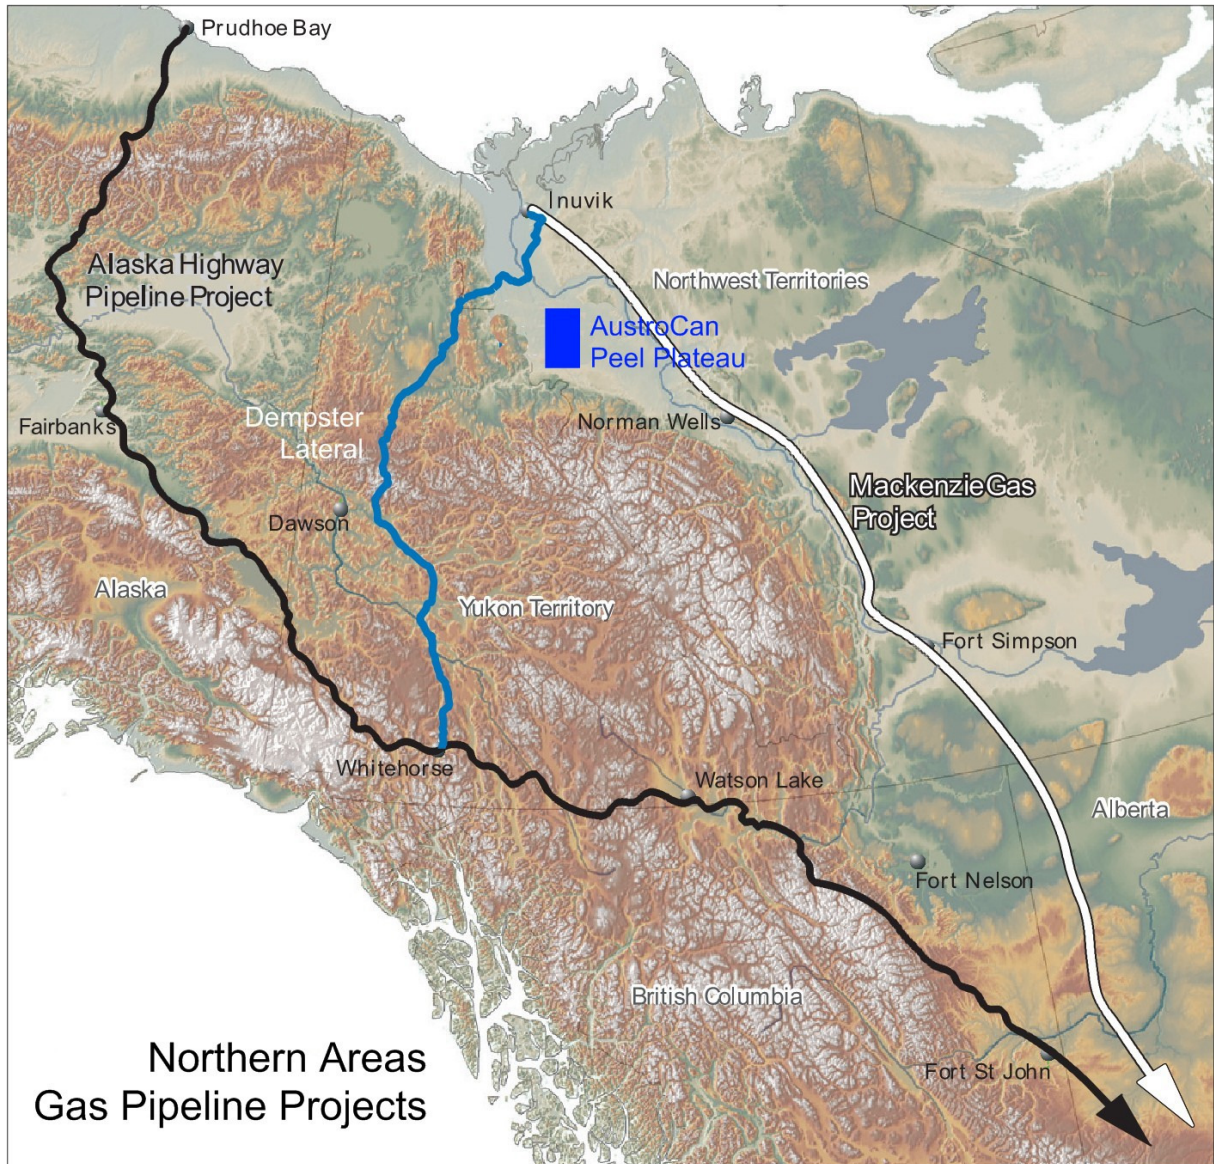 Prudhoe Bay
Inuvik
Alaska Highway
Pipeline Project
Northwest Territories
AustroCan
Peel Plateau
Dempster
Lateral
Norman Wells
Fairbanks
Mackenzie Gas
Project
Dawson
Alaska
Yukon Territory
Fort Simpson
Whitehorse
Watson Lake
Alberta
Fort Nelson
British Columbia
Northern Areas
Gas Pipeline Projects
Fort St John